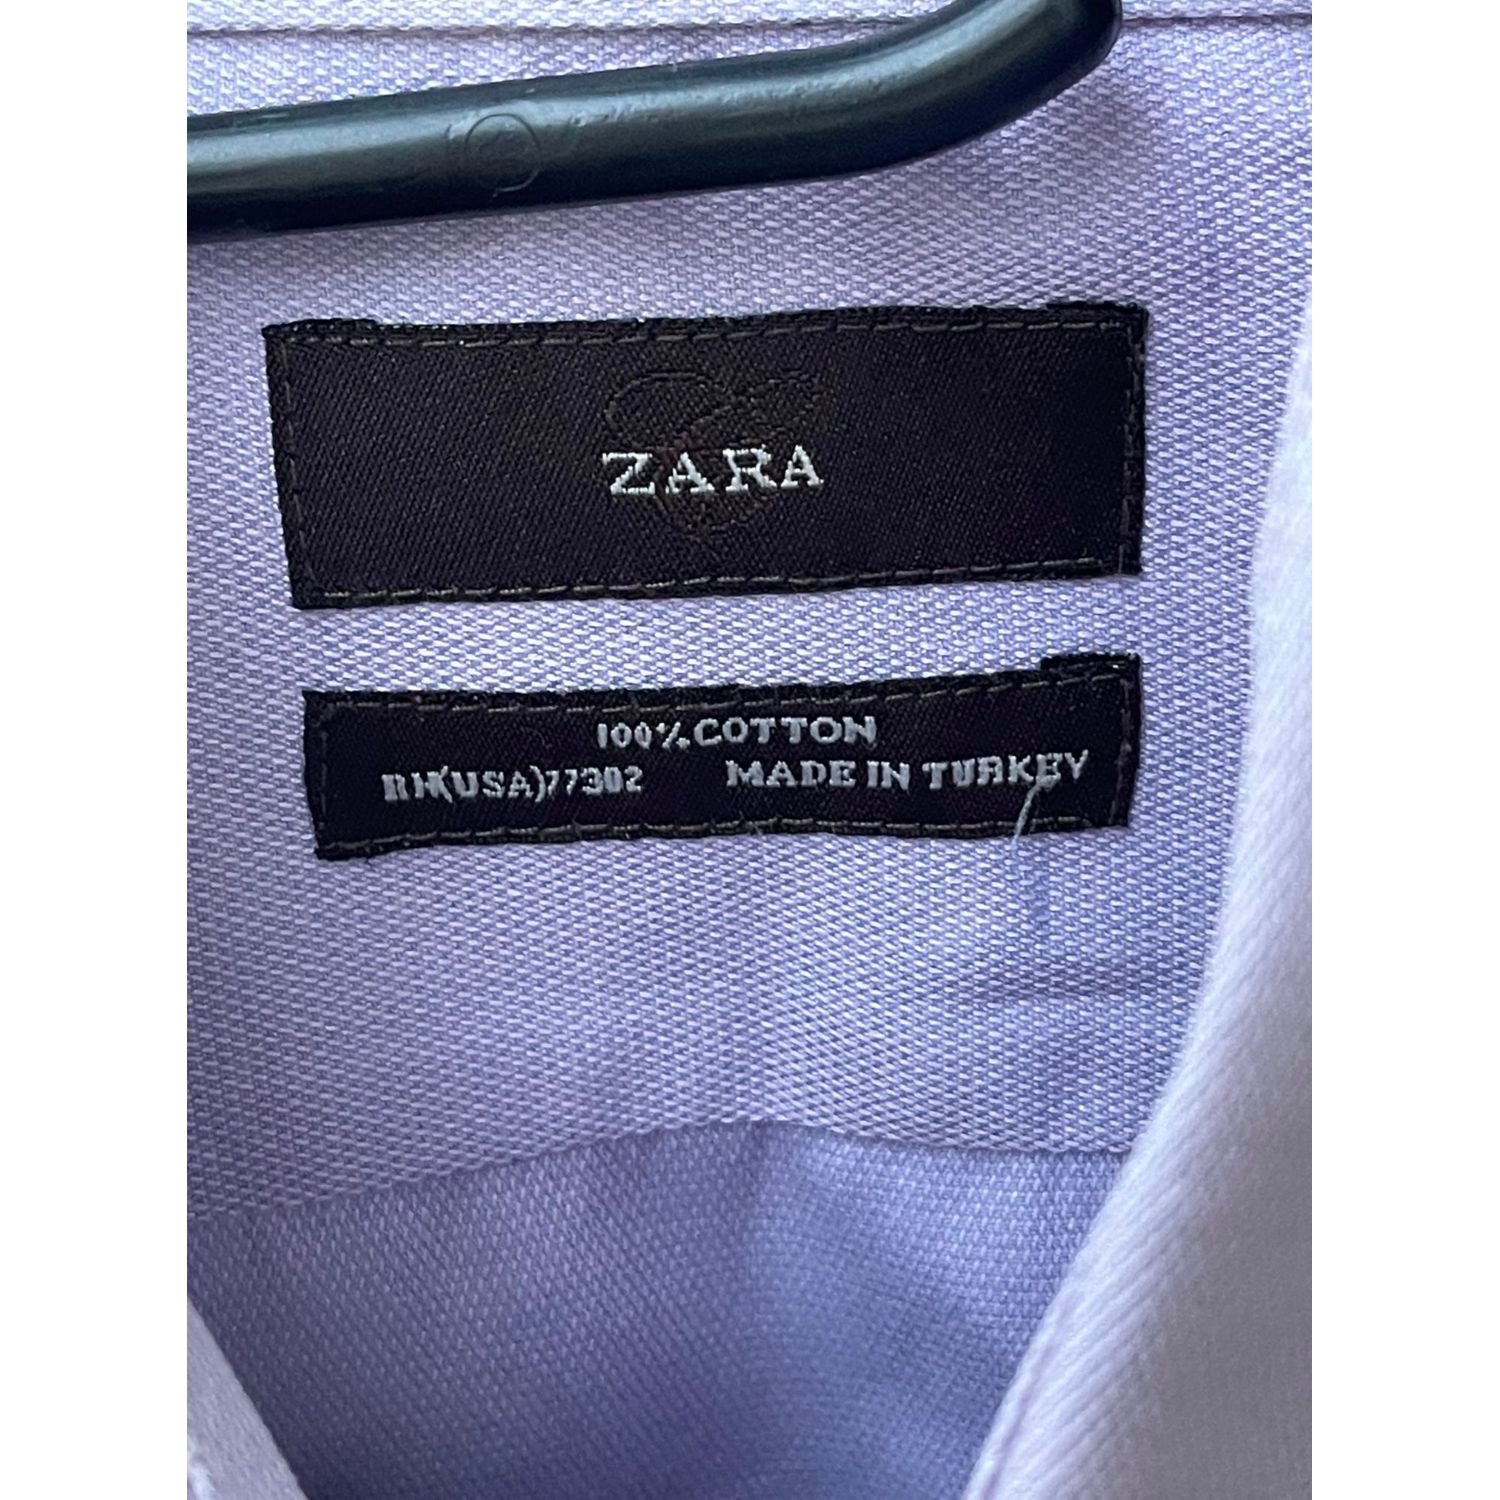 ZARA
100% COTTON
RN(USA)77302 MADE IN TURKEY